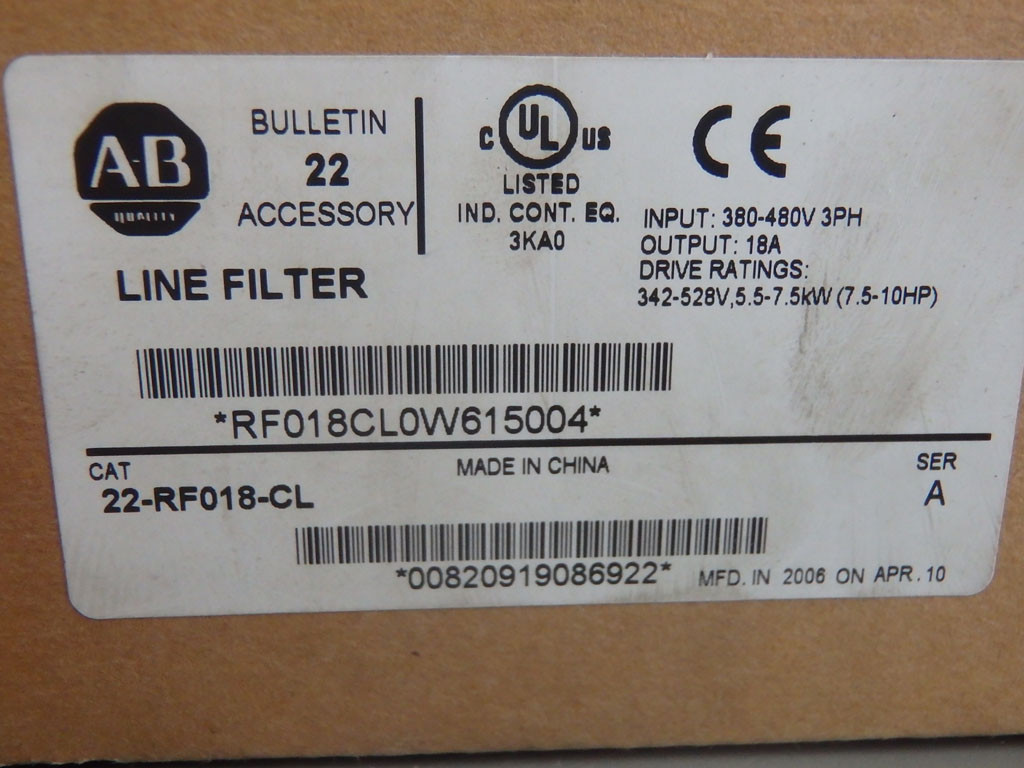 A-B
QUALITY
BULLETIN
22
ACCESSORY
LINE FILTER
C UL US
LISTED
IND. CONT. EQ.
3KA0
CE
INPUT: 380-480V 3PH
OUTPUT: 18A
DRIVE RATINGS:
342-528V,5.5-7.5kW (7.5-10HP)
*RF018CL0W615004*
CAT
22-RF018-CL
MADE IN CHINA
SER
A
*00820919086922*
MFD. IN 2006 ON APR.10